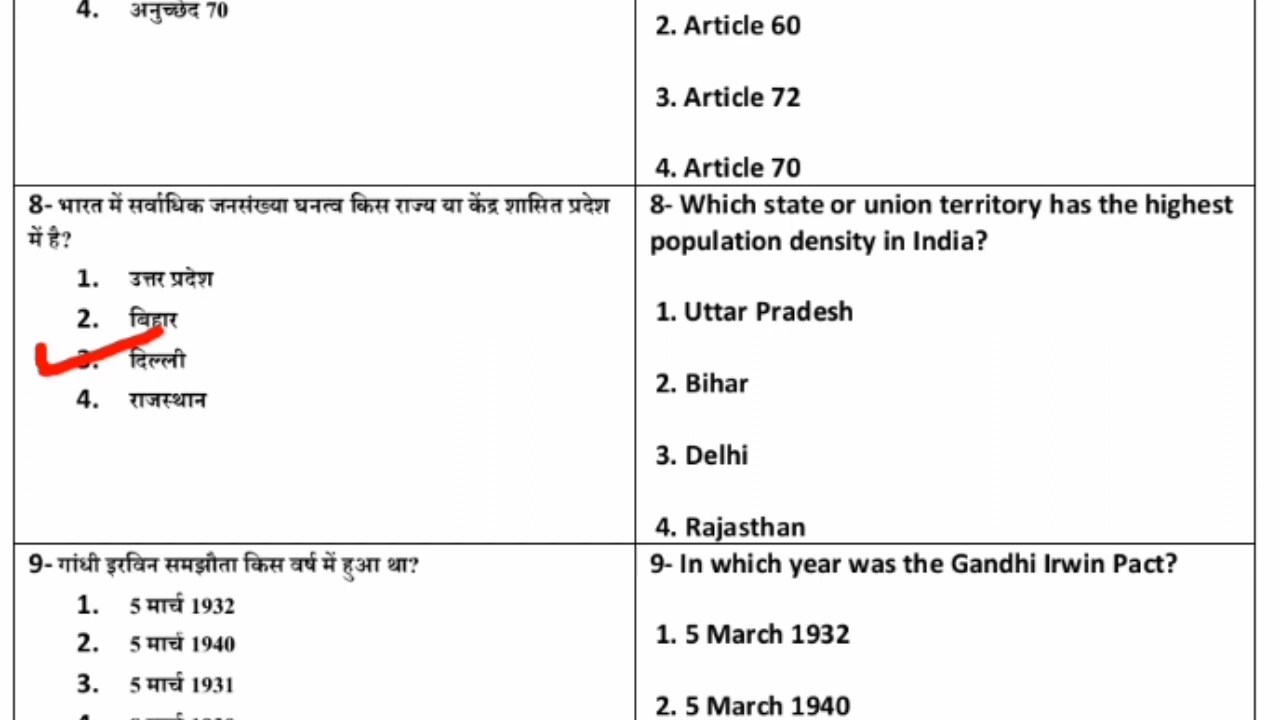 4. अनुच्छेद 70
2. Article 60
3. Article 72
4. Article 70
8- भारत में सर्वाधिक जनसंख्या घनत्व किस राज्य या केंद्र शासित प्रदेश
में है?
1. उत्तर प्रदेश
2. बिहार
3. दिल्ली
4. राजस्थान
8- Which state or union territory has the highest
population density in India?
1. Uttar Pradesh
2. Bihar
3. Delhi
4. Rajasthan
9- गांधी इरविन समझौता किस वर्ष में हुआ था?
1. 5 मार्च 1932
2. 5 मार्च 1940
3. 5 मार्च 1931
9- In which year was the Gandhi Irwin Pact?
1. 5 March 1932
2. 5 March 1940